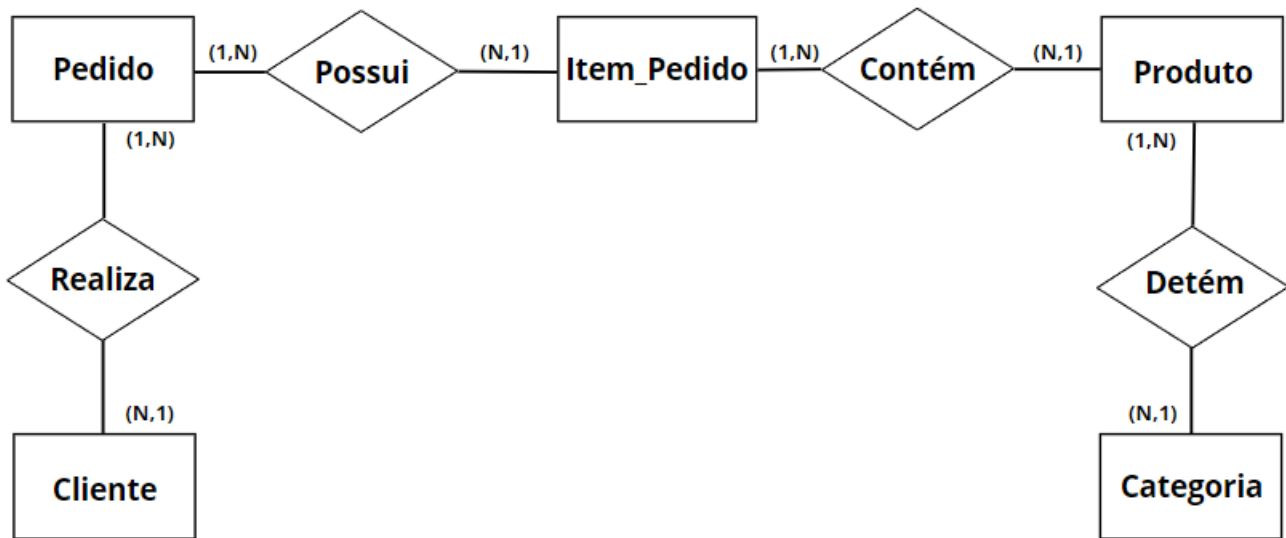 Pedido
(1,N)
Possui
(N,1)
Item_Pedido
(1,N)
Contém
(N,1)
Produto
(1,N)
(1,N)
Realiza
Detém
(N,1)
(N,1)
Cliente
Categoria